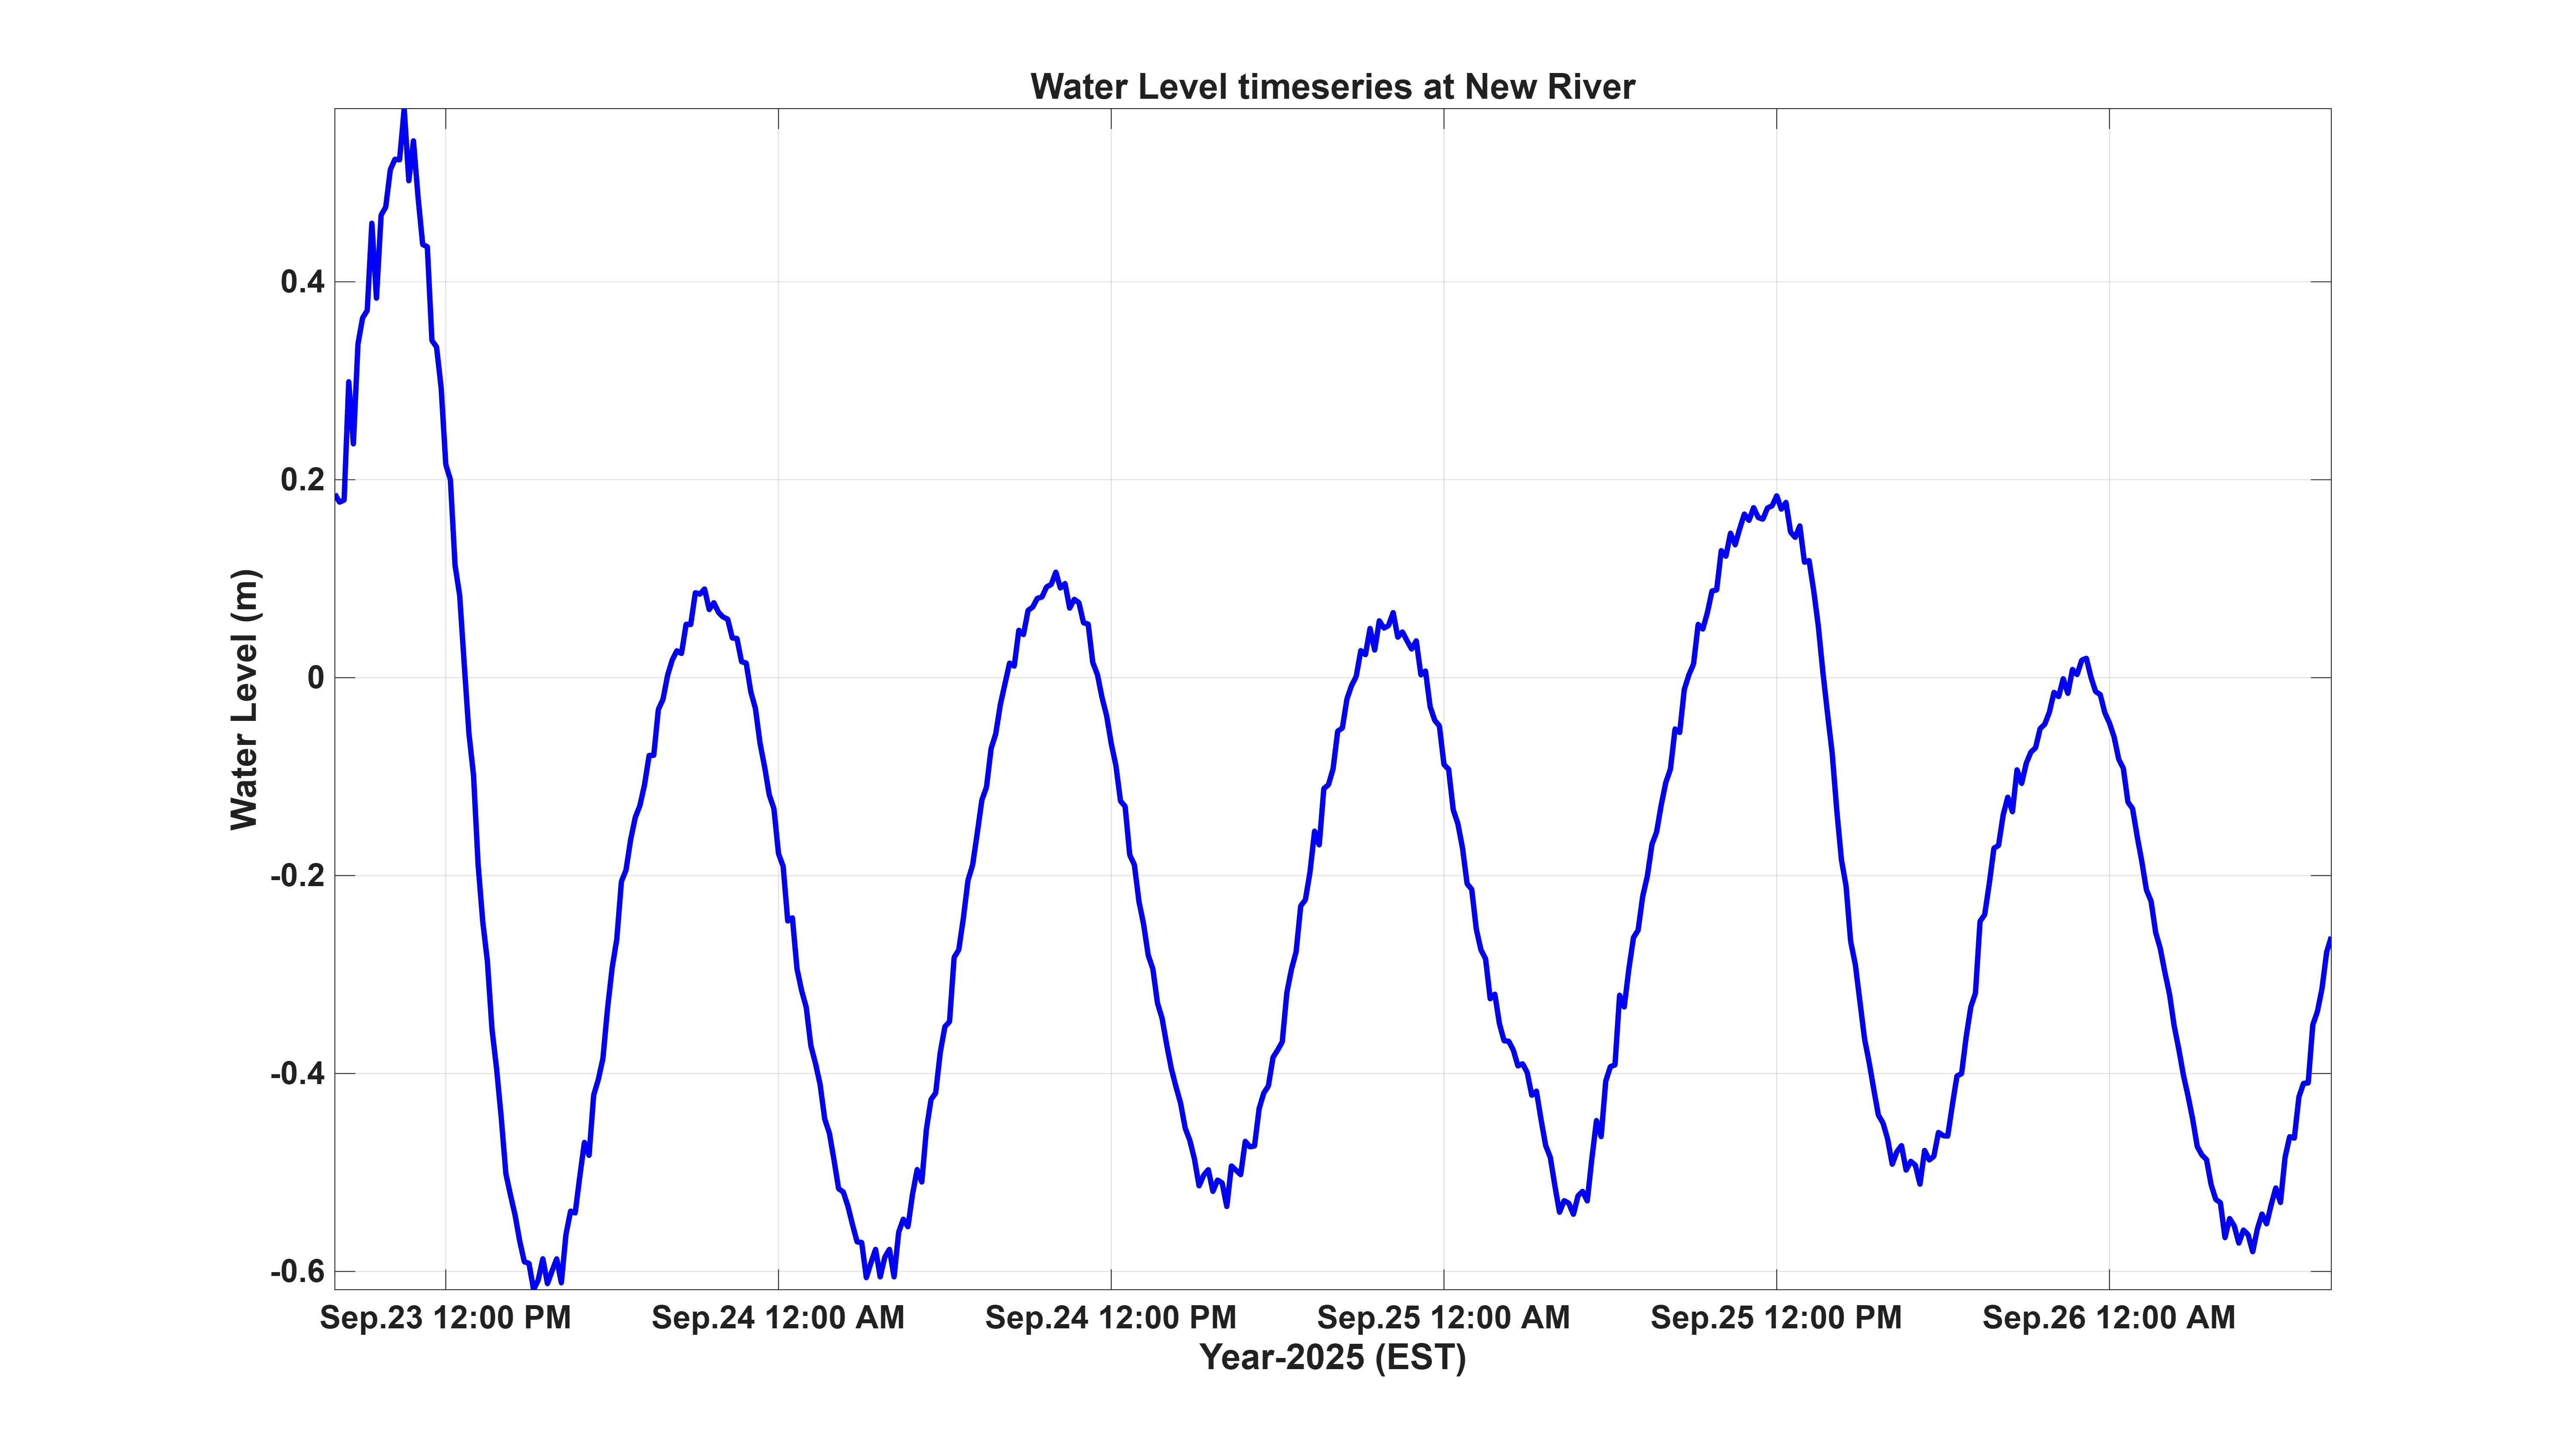 Water Level timeseries at New River
0.4
0.2
0
-0.2
-0.4
-0.6
Water Level (m)
Sep.23 12:00 PM
Sep.24 12:00 AM
Sep.24 12:00 PM
Sep.25 12:00 AM
Sep.25 12:00 PM
Sep.26 12:00 AM
Year-2025 (EST)